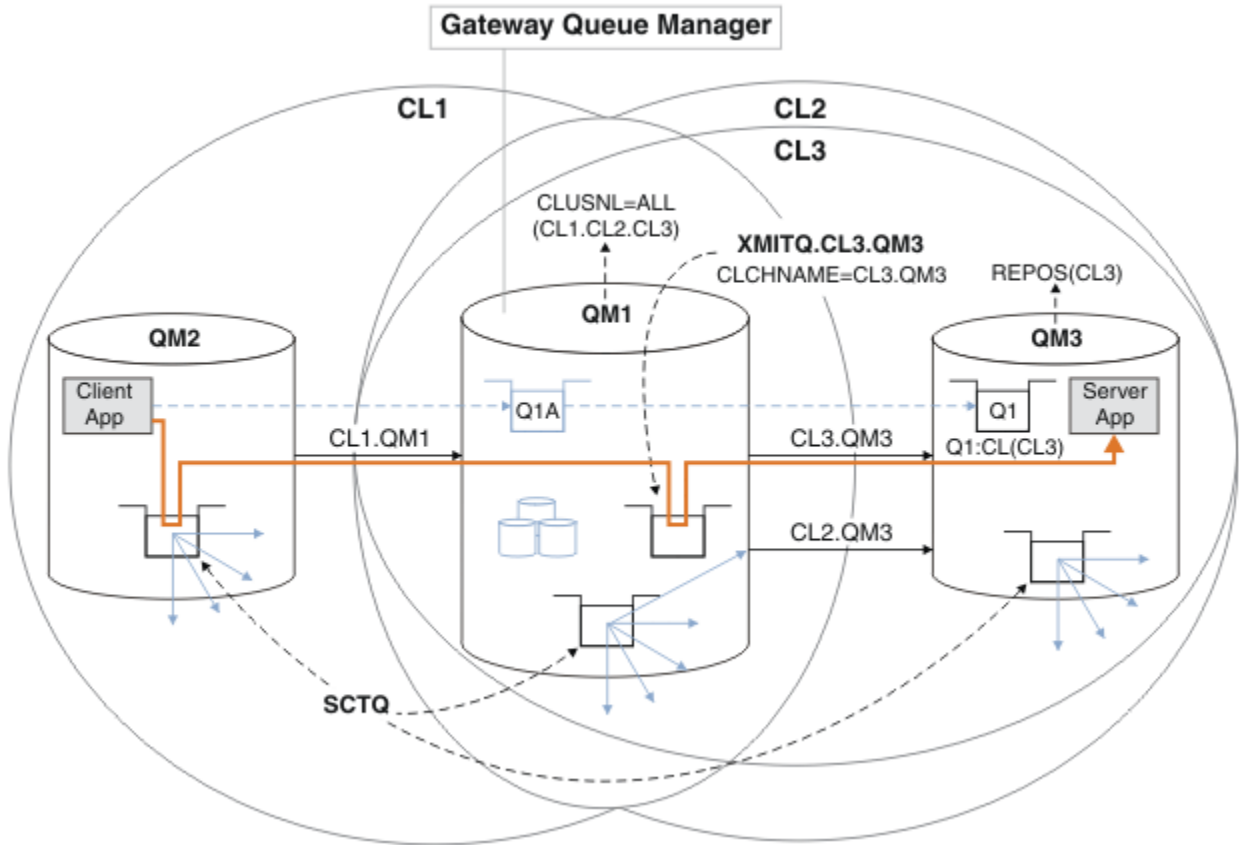 Gateway Queue Manager
CL1
CL2
CL3
CLUSNL=ALL
(CL1.CL2.CL3)
XMITQ.CL3.QM3
CLCHNAME=CL3.QM3
REPOS(CL3)
QM2
QM1
QM3
Client
App
Q1A
Q1
Server
App
CL1.QM1
CL3.QM3
Q1:CL(CL3)
CL2.QM3
SCTQ